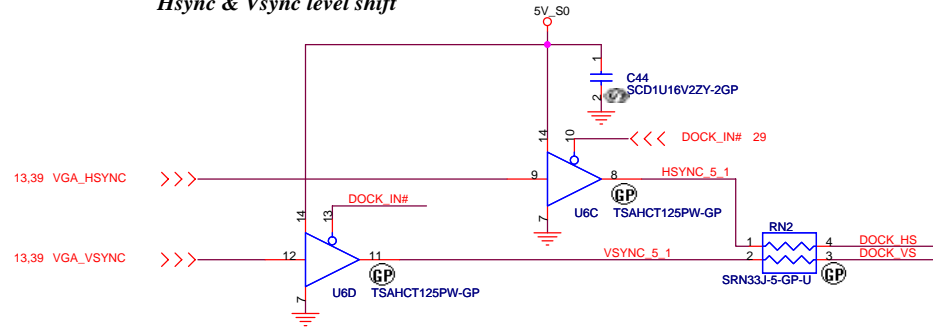 Hsync & Vsync level shift
5V_S0
1
C44
SCD1U16V2ZY-2GP
2
14
10
DOCK_IN# 29
13,39 VGA_HSYNC
9
8
HSYNC_5_1
GP
U6C
TSAHCT125PW-GP
7
DOCK_IN#
14
13
RN2
1
4
DOCK_HS
13,39 VGA_VSYNC
12
11
VSYNC_5_1
2
3
DOCK_VS
GP
GP
SRN33J-5-GP-U
U6D
TSAHCT125PW-GP
7